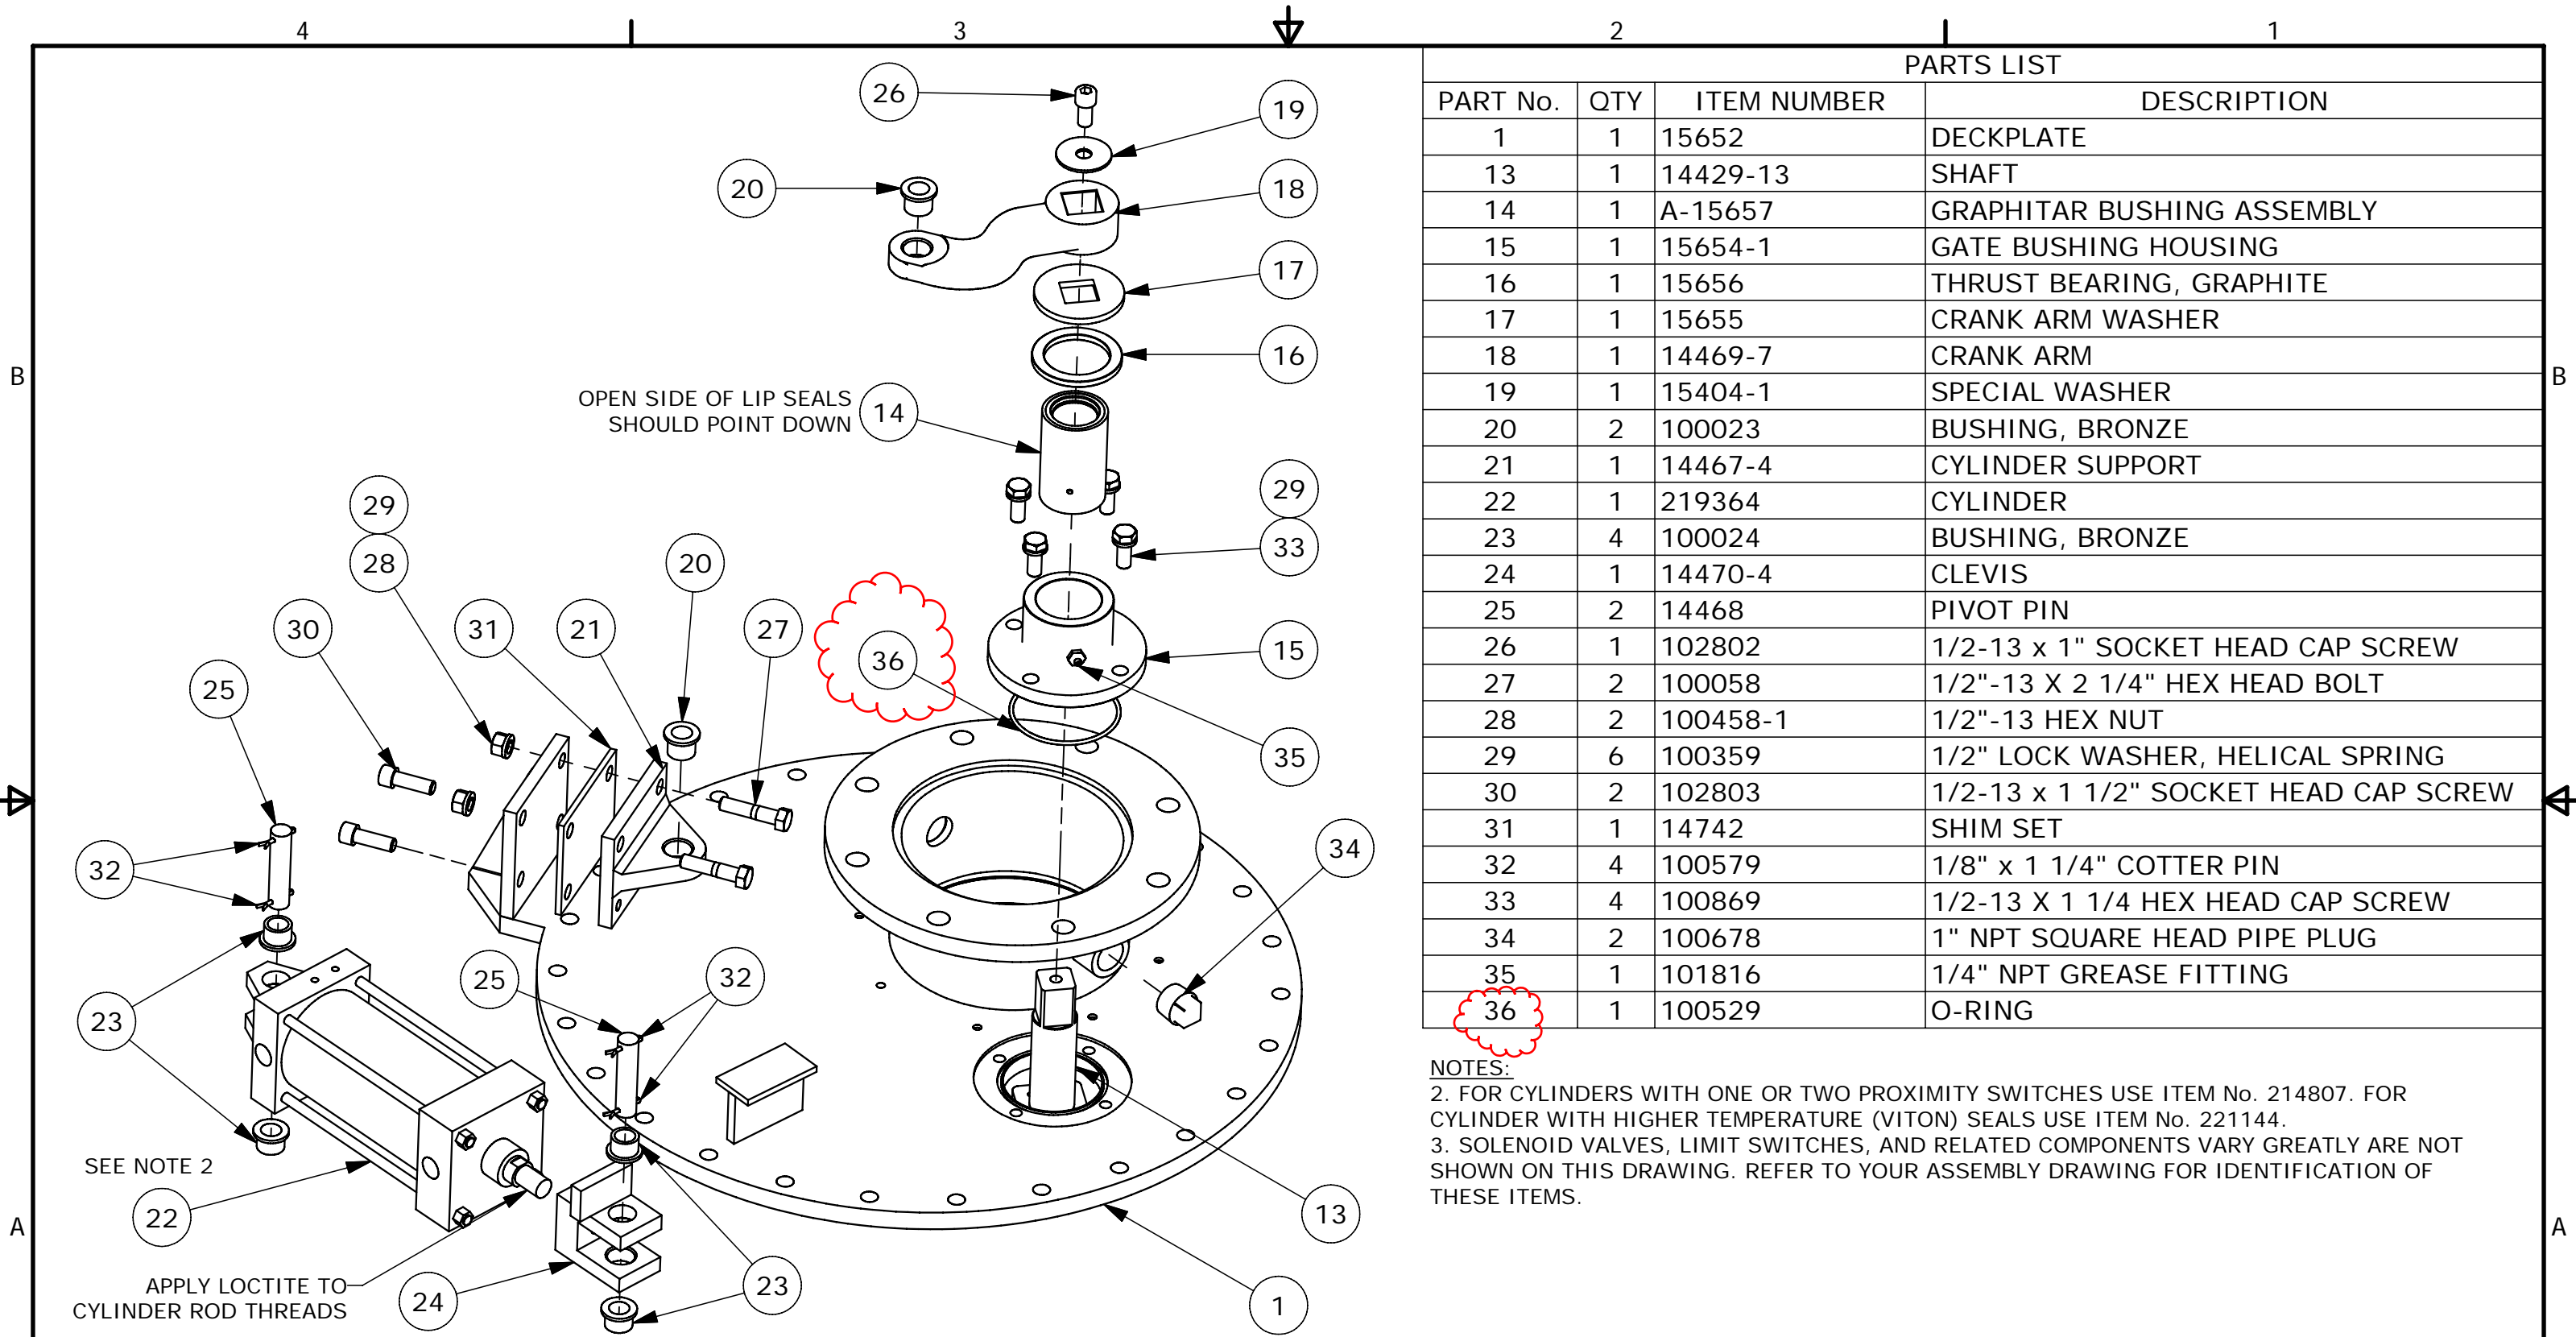 4 3 2 1
PARTS LIST
PART No. QTY ITEM NUMBER DESCRIPTION
1 1 15652 DECKPLATE
13 1 14429-13 SHAFT
14 1 A-15657 GRAPHITAR BUSHING ASSEMBLY
15 1 15654-1 GATE BUSHING HOUSING
16 1 15656 THRUST BEARING, GRAPHITE
17 1 15655 CRANK ARM WASHER
18 1 14469-7 CRANK ARM
19 1 15404-1 SPECIAL WASHER
20 2 100023 BUSHING, BRONZE
21 1 14467-4 CYLINDER SUPPORT
22 1 219364 CYLINDER
23 4 100024 BUSHING, BRONZE
24 1 14470-4 CLEVIS
25 2 14468 PIVOT PIN
26 1 102802 1/2-13 x 1" SOCKET HEAD CAP SCREW
27 2 100058 1/2"-13 X 2 1/4" HEX HEAD BOLT
28 2 100458-1 1/2"-13 HEX NUT
29 6 100359 1/2" LOCK WASHER, HELICAL SPRING
30 2 102803 1/2-13 x 1 1/2" SOCKET HEAD CAP SCREW
31 1 14742 SHIM SET
32 4 100579 1/8" x 1 1/4" COTTER PIN
33 4 100869 1/2-13 X 1 1/4 HEX HEAD CAP SCREW
34 2 100678 1" NPT SQUARE HEAD PIPE PLUG
35 1 101816 1/4" NPT GREASE FITTING
36 1 100529 O-RING
NOTES:
2. FOR CYLINDERS WITH ONE OR TWO PROXIMITY SWITCHES USE ITEM No. 214807. FOR
CYLINDER WITH HIGHER TEMPERATURE (VITON) SEALS USE ITEM No. 221144.
3. SOLENOID VALVES, LIMIT SWITCHES, AND RELATED COMPONENTS VARY GREATLY ARE NOT
SHOWN ON THIS DRAWING. REFER TO YOUR ASSEMBLY DRAWING FOR IDENTIFICATION OF
THESE ITEMS.
26
19
20
18
17
16
B
B
OPEN SIDE OF LIP SEALS
SHOULD POINT DOWN
14
29
28
29
33
20
30
31
21
27
36
15
25
35
34
32
25
32
23
SEE NOTE 2
22
13
A
A
APPLY LOCTITE TO
CYLINDER ROD THREADS
24
23
1